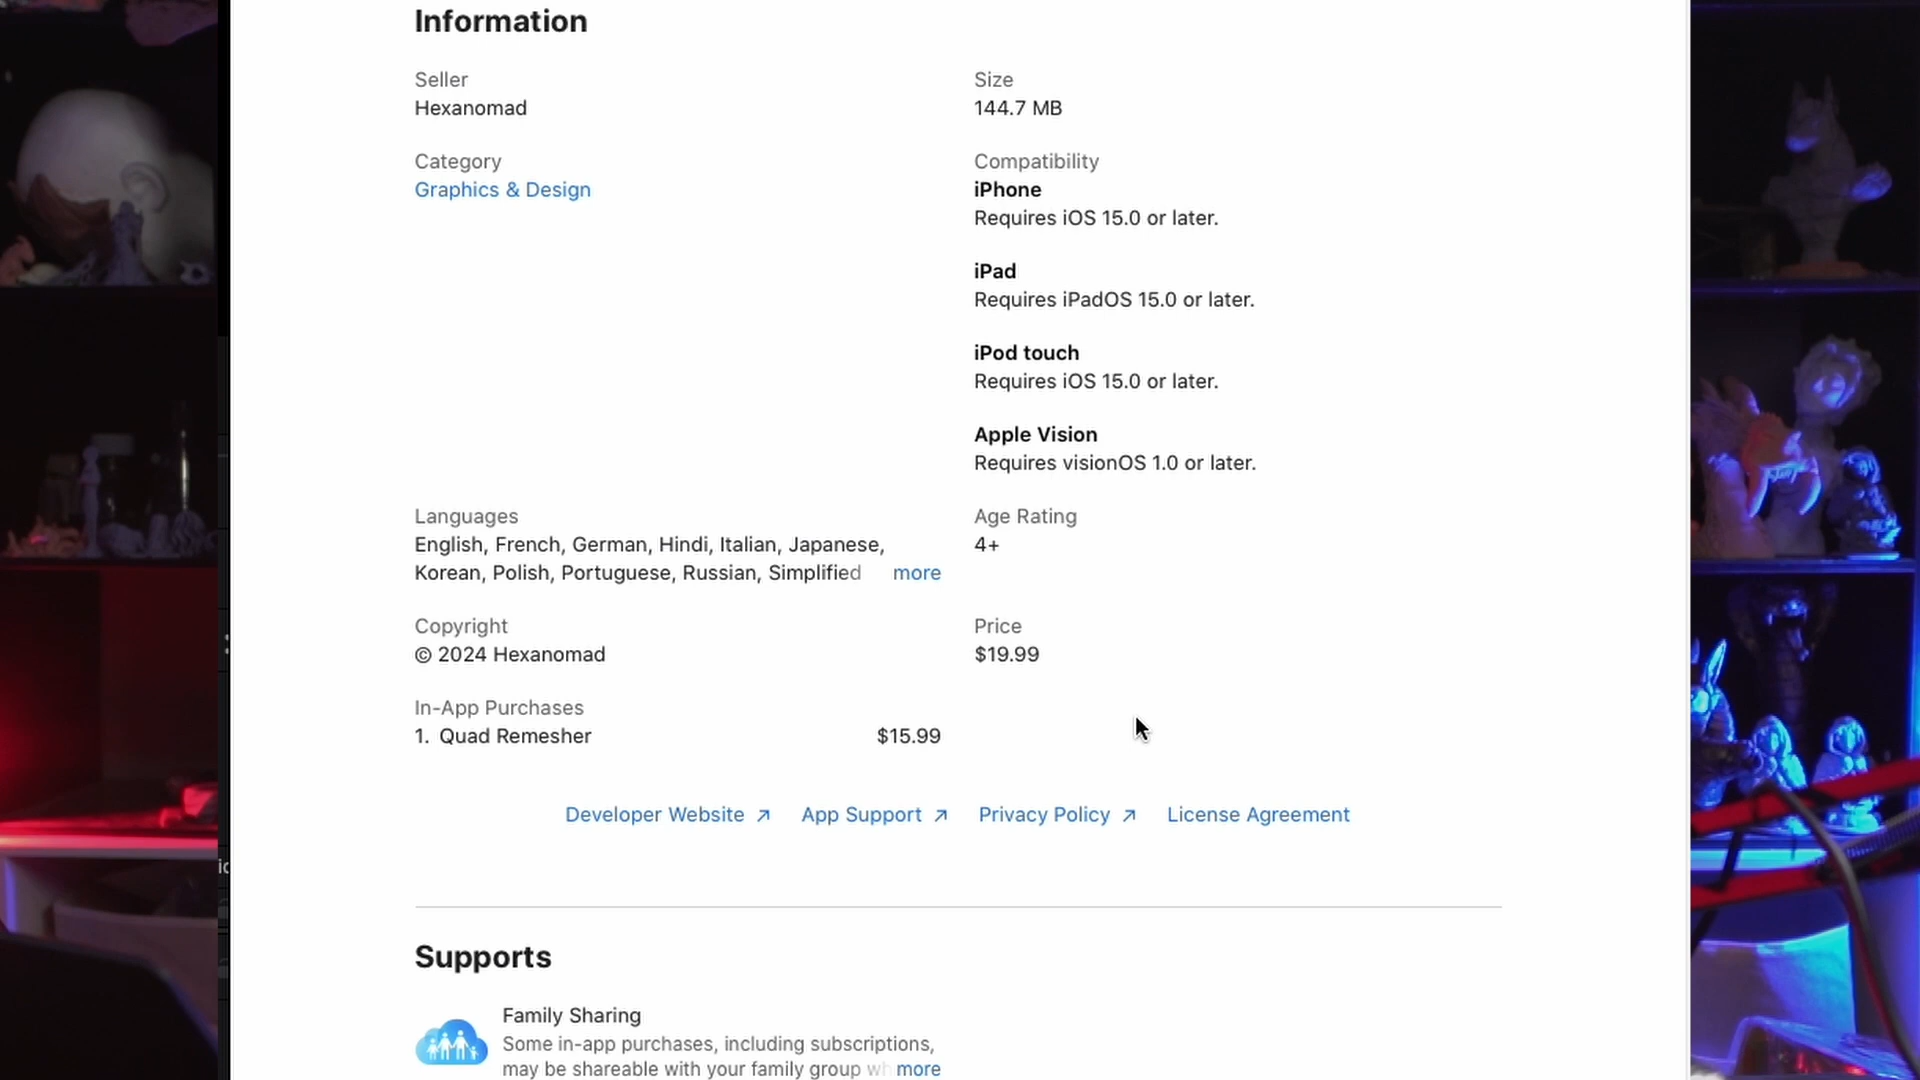 Information
Seller
Hexanomad
Size
144.7 MB
Category
Graphics & Design
Compatibility
iPhone
Requires iOS 15.0 or later.
iPad
Requires iPadOS 15.0 or later.
iPod touch
Requires iOS 15.0 or later.
Apple Vision
Requires visionOS 1.0 or later.
Languages
English, French, German, Hindi, Italian, Japanese,
Korean, Polish, Portuguese, Russian, Simplified more
Age Rating
4+
Copyright
© 2024 Hexanomad
Price
$19.99
In-App Purchases
1. Quad Remesher $15.99
Developer Website ↗ App Support ↗ Privacy Policy ↗ License Agreement
Supports
Family Sharing
Some in-app purchases, including subscriptions,
may be shareable with your family group more